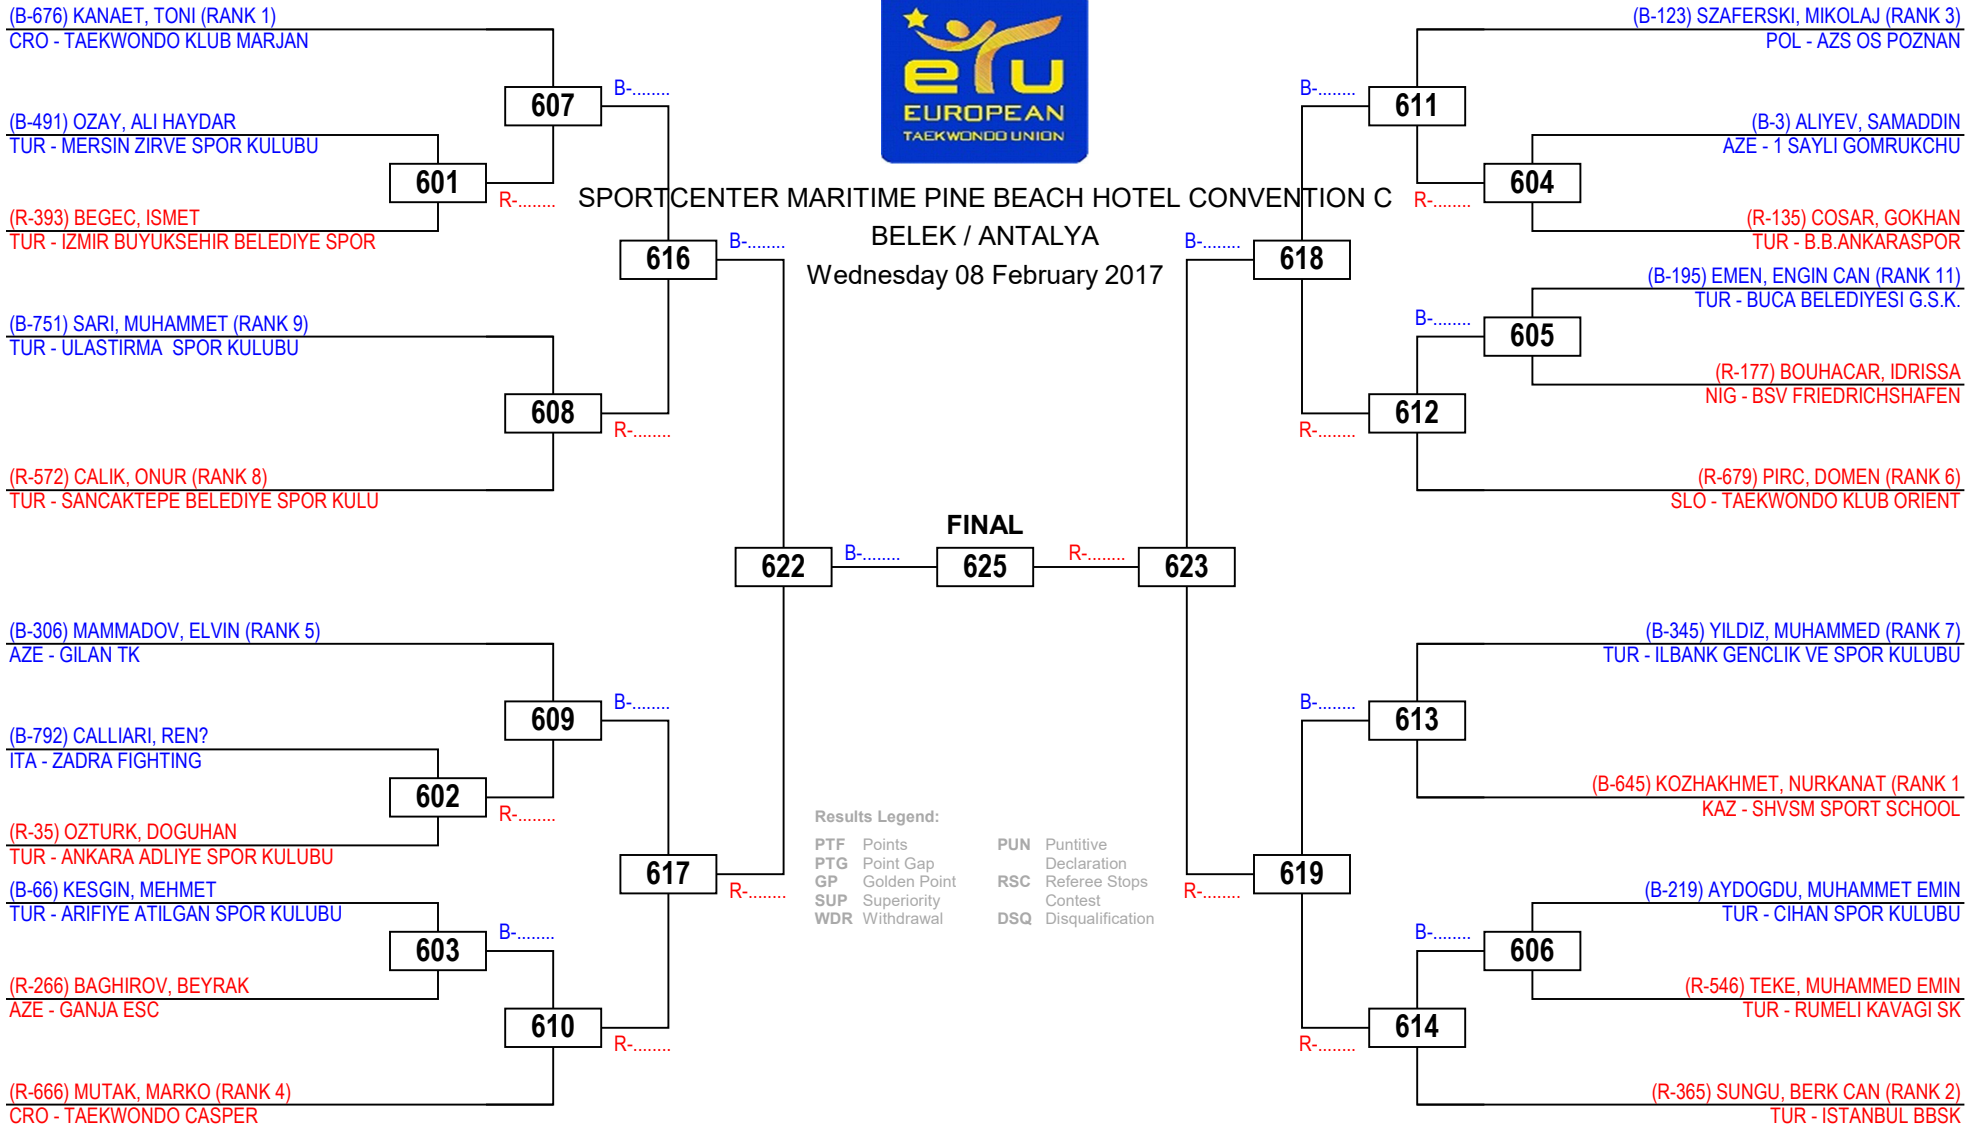 (B-676) KANAET, TONI (RANK 1)
CRO - TAEKWONDO KLUB MARJAN
(B-491) OZAY, ALI HAYDAR
TUR - MERSIN ZIRVE SPOR KULUBU
(R-393) BEGEC, ISMET
TUR - IZMIR BUYUKSEHIR BELEDIYE SPOR
(B-751) SARI, MUHAMMET (RANK 9)
TUR - ULASTIRMA  SPOR KULUBU
(R-572) CALIK, ONUR (RANK 8)
TUR - SANCAKTEPE BELEDIYE SPOR KULU
(B-306) MAMMADOV, ELVIN (RANK 5)
AZE - GILAN TK
(B-792) CALLIARI, REN?
ITA - ZADRA FIGHTING
(R-35) OZTURK, DOGUHAN
TUR - ANKARA ADLIYE SPOR KULUBU
(B-66) KESGIN, MEHMET
TUR - ARIFIYE ATILGAN SPOR KULUBU
(R-266) BAGHIROV, BEYRAK
AZE - GANJA ESC
(R-666) MUTAK, MARKO (RANK 4)
CRO - TAEKWONDO CASPER
601
R-........
602
R-........
603
B-........
607
B-........
608
R-........
609
B-........
610
R-........
616
B-........
617
R-........
622
B-........
etu
EUROPEAN
TAEKWONDO UNION
SPORTCENTER MARITIME PINE BEACH HOTEL CONVENTION C
BELEK / ANTALYA
Wednesday 08 February 2017
FINAL
625
R-........
623
Results Legend:
PTF Points
PTG Point Gap
GP Golden Point
SUP Superiority
WDR Withdrawal
PUN Puntitive
Declaration
RSC Referee Stops
Contest
DSQ Disqualification
B-........
618
R-........
619
B-........
611
R-........
612
B-........
613
R-........
614
R-........
604
B-........
605
B-........
606
(B-123) SZAFERSKI, MIKOLAJ (RANK 3)
POL - AZS OS POZNAN
(B-3) ALIYEV, SAMADDIN
AZE - 1 SAYLI GOMRUKCHU
(R-135) COSAR, GOKHAN
TUR - B.B.ANKARASPOR
(B-195) EMEN, ENGIN CAN (RANK 11)
TUR - BUCA BELEDIYESI G.S.K.
(R-177) BOUHACAR, IDRISSA
NIG - BSV FRIEDRICHSHAFEN
(R-679) PIRC, DOMEN (RANK 6)
SLO - TAEKWONDO KLUB ORIENT
(B-345) YILDIZ, MUHAMMED (RANK 7)
TUR - ILBANK GENCLIK VE SPOR KULUBU
(B-645) KOZHAKHMET, NURKANAT (RANK 1
KAZ - SHVSM SPORT SCHOOL
(B-219) AYDOGDU, MUHAMMET EMIN
TUR - CIHAN SPOR KULUBU
(R-546) TEKE, MUHAMMED EMIN
TUR - RUMELI KAVAGI SK
(R-365) SUNGU, BERK CAN (RANK 2)
TUR - ISTANBUL BBSK